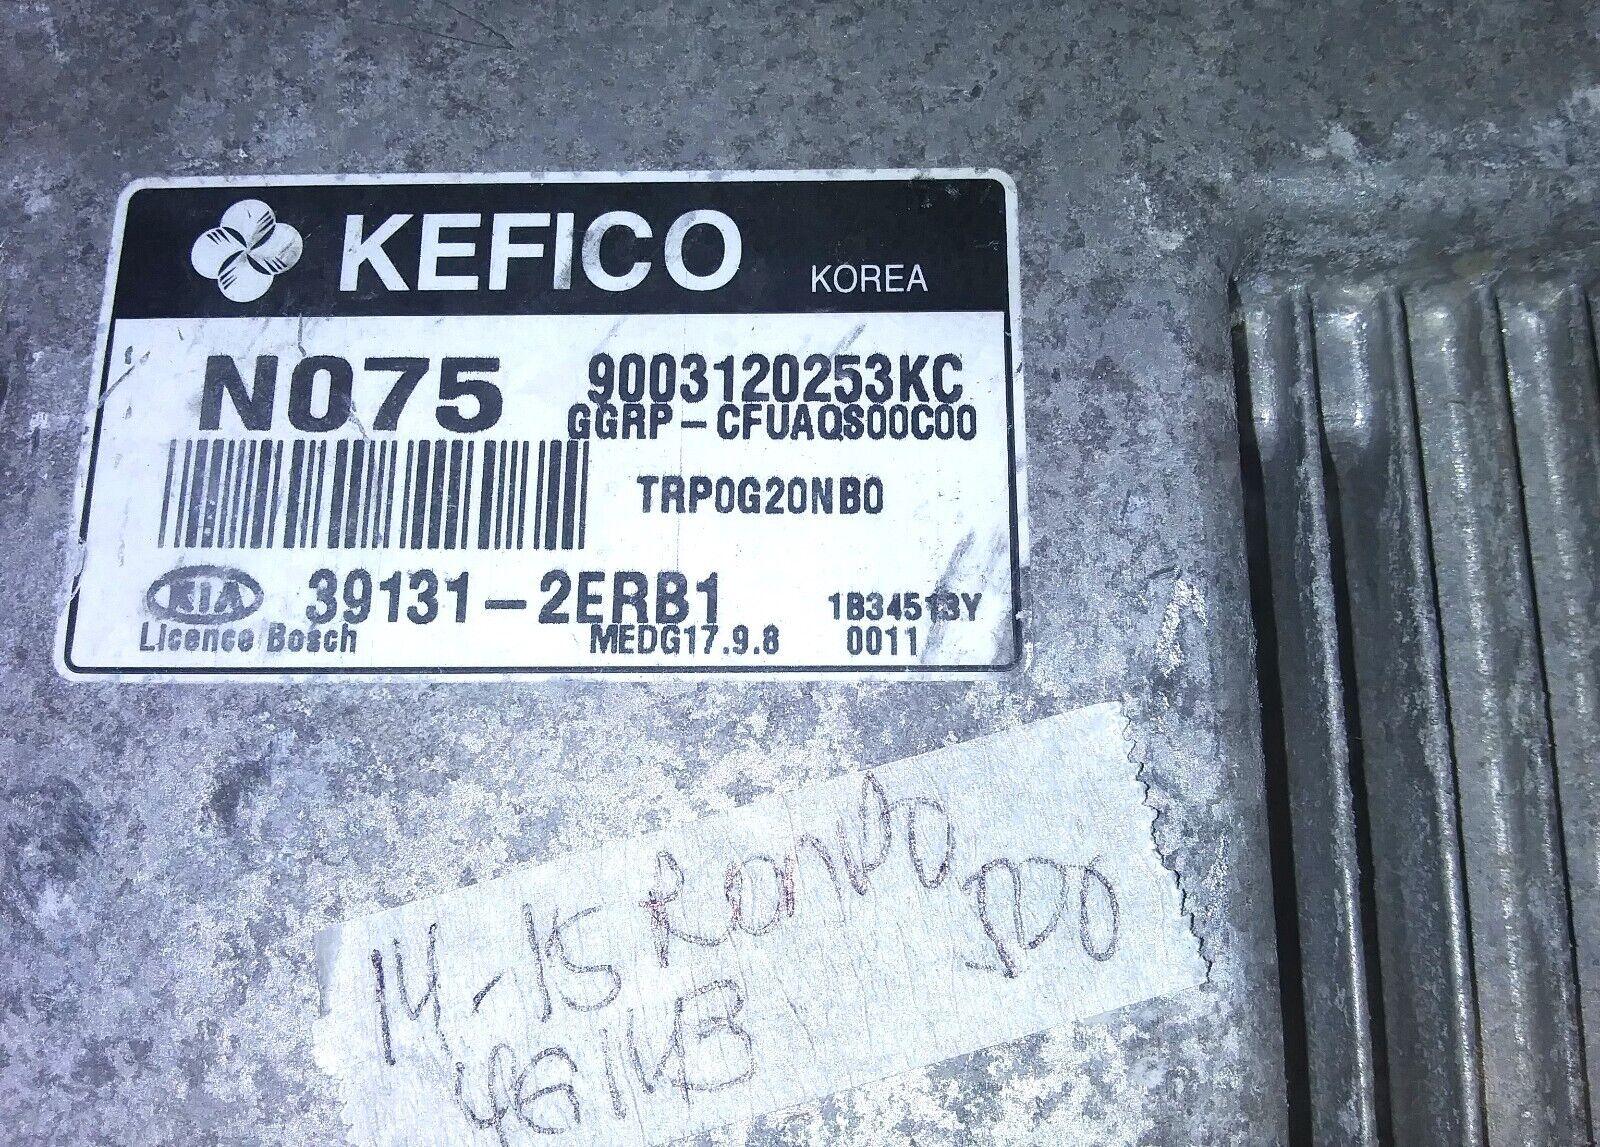 KEFICO KOREA
N075 9003120253KC
GGRP-CFUAQS00C00
TRP0G20NB0
KIA 39131-2ERB1 1B34513Y
Licence Bosch MEDG17.9.8 0011
14-15 RONDO